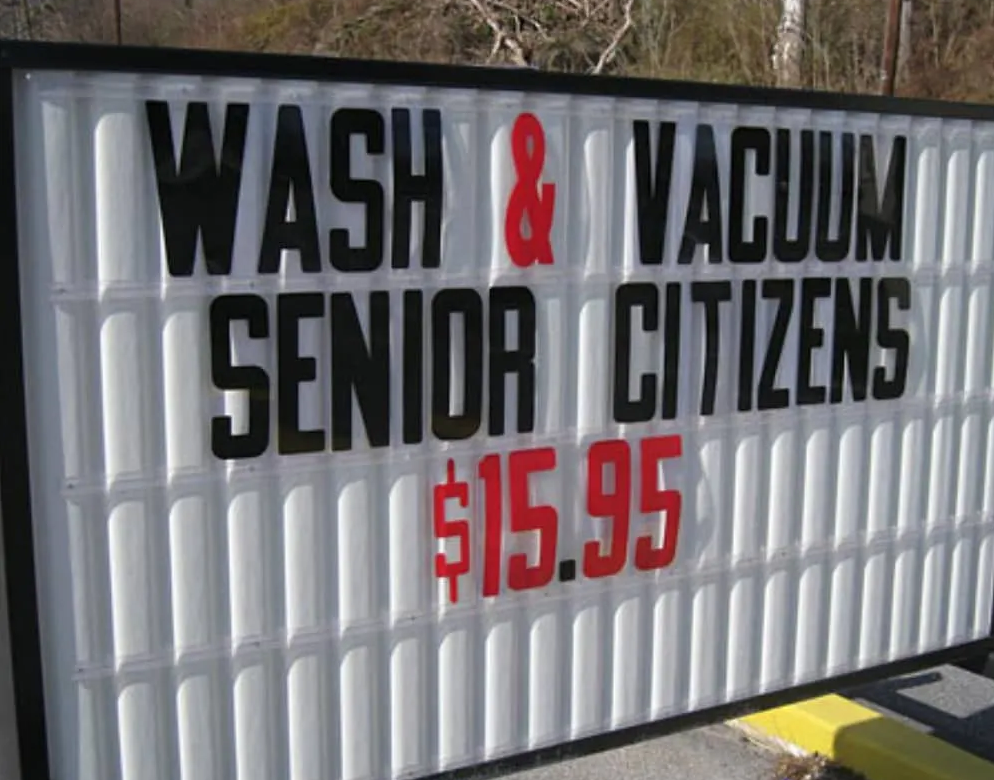 WASH & VACUUM
SENIOR CITIZENS
$15.95